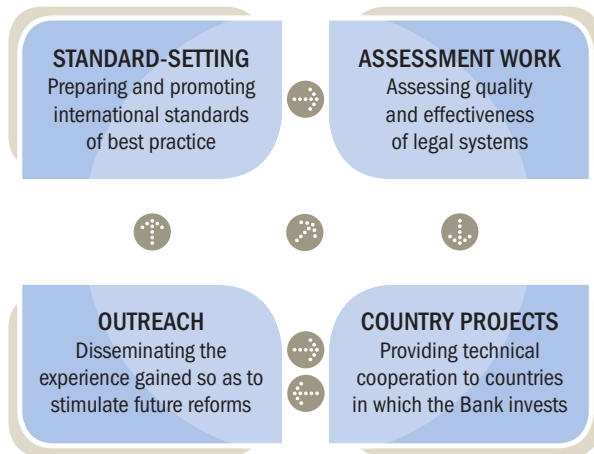 STANDARD-SETTING
Preparing and promoting
international standards
of best practice
ASSESSMENT WORK
Assessing quality
and effectiveness
of legal systems
OUTREACH
Disseminating the
experience gained so as to
stimulate future reforms
COUNTRY PROJECTS
Providing technical
cooperation to countries
in which the Bank invests